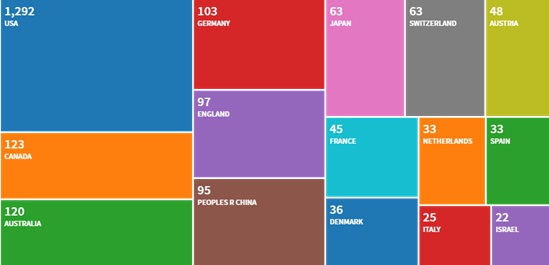 1,292
USA
123
CANADA
120
AUSTRALIA
103
GERMANY
97
ENGLAND
95
PEOPLES R CHINA
63
JAPAN
63
SWITZERLAND
48
AUSTRIA
45
FRANCE
36
DENMARK
33
NETHERLANDS
33
SPAIN
25
ITALY
22
ISRAEL